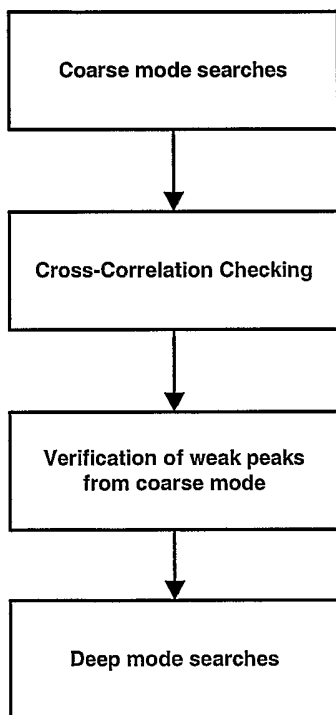 Coarse mode searches
Cross-Correlation Checking
Verification of weak peaks
from coarse mode
Deep mode searches